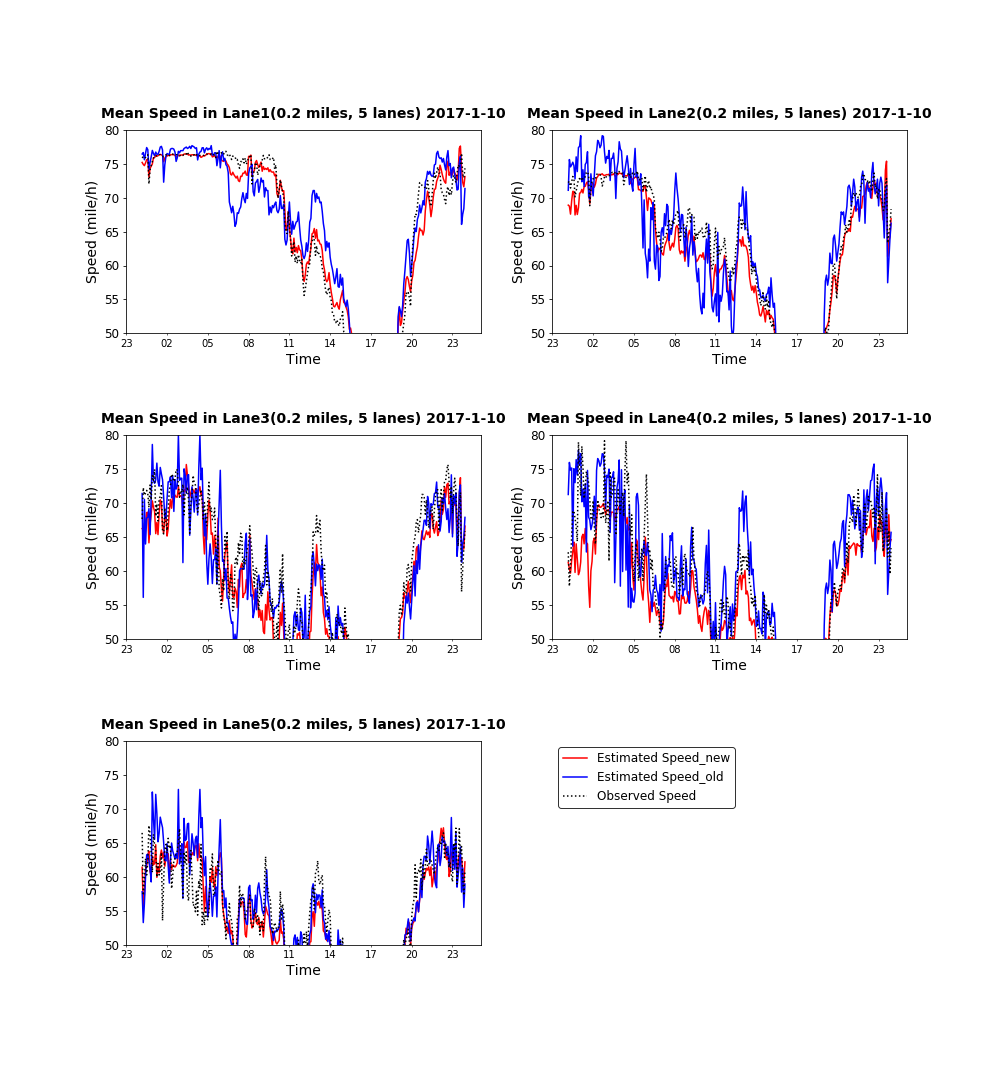 Mean Speed in Lane1(0.2 miles, 5 lanes) 2017-1-10
80
75
70
65
60
55
50
Speed (mile/h)
23 02 05 08 11 14 17 20 23
Time
Mean Speed in Lane2(0.2 miles, 5 lanes) 2017-1-10
80
75
70
65
60
55
50
Speed (mile/h)
23 02 05 08 11 14 17 20 23
Time
Mean Speed in Lane3(0.2 miles, 5 lanes) 2017-1-10
80
75
70
65
60
55
50
Speed (mile/h)
23 02 05 08 11 14 17 20 23
Time
Mean Speed in Lane4(0.2 miles, 5 lanes) 2017-1-10
80
75
70
65
60
55
50
Speed (mile/h)
23 02 05 08 11 14 17 20 23
Time
Mean Speed in Lane5(0.2 miles, 5 lanes) 2017-1-10
80
75
70
65
60
55
50
Speed (mile/h)
23 02 05 08 11 14 17 20 23
Time
Estimated Speed_new
Estimated Speed_old
Observed Speed